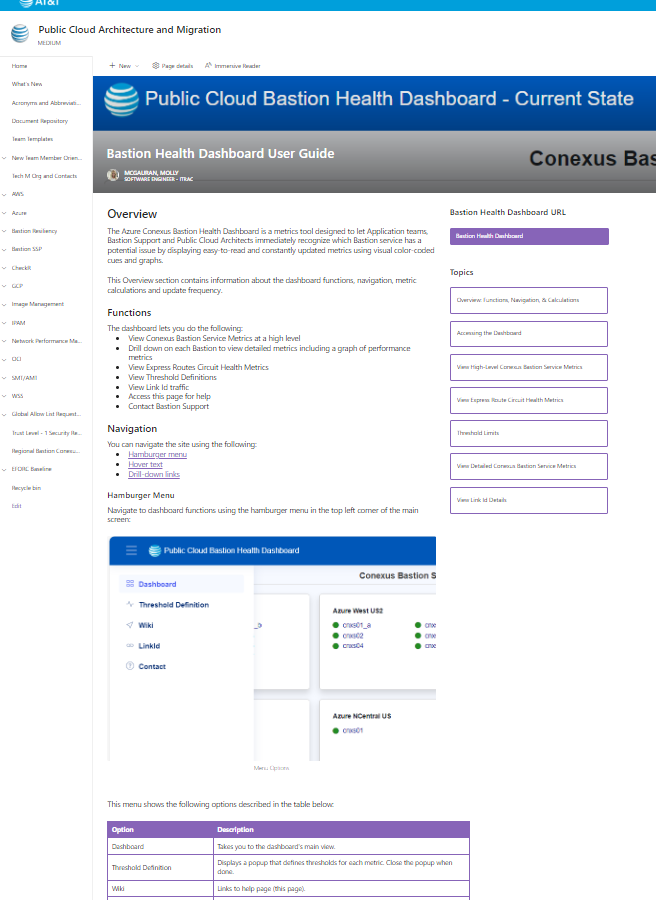 AT&T
Public Cloud Architecture and Migration
MEDIUM
Home
What's New
Acronyms and Abbreviati...
Document Repository
Team Templates
New Team Member Orien...
Tech M Org and Contacts
AWS
Azure
Bastion Resiliency
Bastion SSP
CheckIt
GCP
Image Management
IPAM
Network Performance Ma...
OCI
SM1/AM1
WSS
Global Allow List Request...
Trust Level - 1 Security Re...
Regional Bastion Conexu...
EFORC Baseline
Recycle bin
Edit
New
Page details
Immersive Reader
Public Cloud Bastion Health Dashboard - Current State
Bastion Health Dashboard User Guide
Conexus Bas
MCGAURAN, MOLLY
SOFTWARE ENGINEER - ITRAC
Overview
The Azure Conexus Bastion Health Dashboard is a metrics tool designed to let Application teams,
Bastion Support and Public Cloud Architects immediately recognize which Bastion service has a
potential issue by displaying easy-to-read and constantly updated metrics using visual color-coded
cues and graphs.
This Overview section contains information about the dashboard functions, navigation, metric
calculations and update frequency.
Functions
The dashboard lets you do the following:
• View Conexus Bastion Service Metrics at a high level
• Drill down on each Bastion to view detailed metrics including a graph of performance
metrics
• View Express Routes Circuit Health Metrics
• View Threshold Definitions
• View Link Id traffic
• Access this page for help
• Contact Bastion Support
Navigation
You can navigate the site using the following:
• Hamburger menu
• Hover text
• Drill-down links
Hamburger Menu
Navigate to dashboard functions using the hamburger menu in the top left corner of the main
screen:
Public Cloud Bastion Health Dashboard
Conexus Bastion S
Dashboard
Threshold Definition
Wiki
LinkId
Contact
Azure West US2
cnxs01_a
cnxs02
cnxs04
Azure NCentral US
cnxs01
Menu Options
This menu shows the following options described in the table below:
Option Description
Dashboard Takes you to the dashboard's main view.
Threshold Definition Displays a popup that defines thresholds for each metric. Close the popup when
done.
Wiki Links to help page (this page).
Bastion Health Dashboard URL
Bastion Health Dashboard
Topics
Overview: Functions, Navigation, & Calculations
Accessing the Dashboard
View High-Level Conexus Bastion Service Metrics
View Express Route Circuit Health Metrics
Threshold Limits
View Detailed Conexus Bastion Service Metrics
View Link Id Details